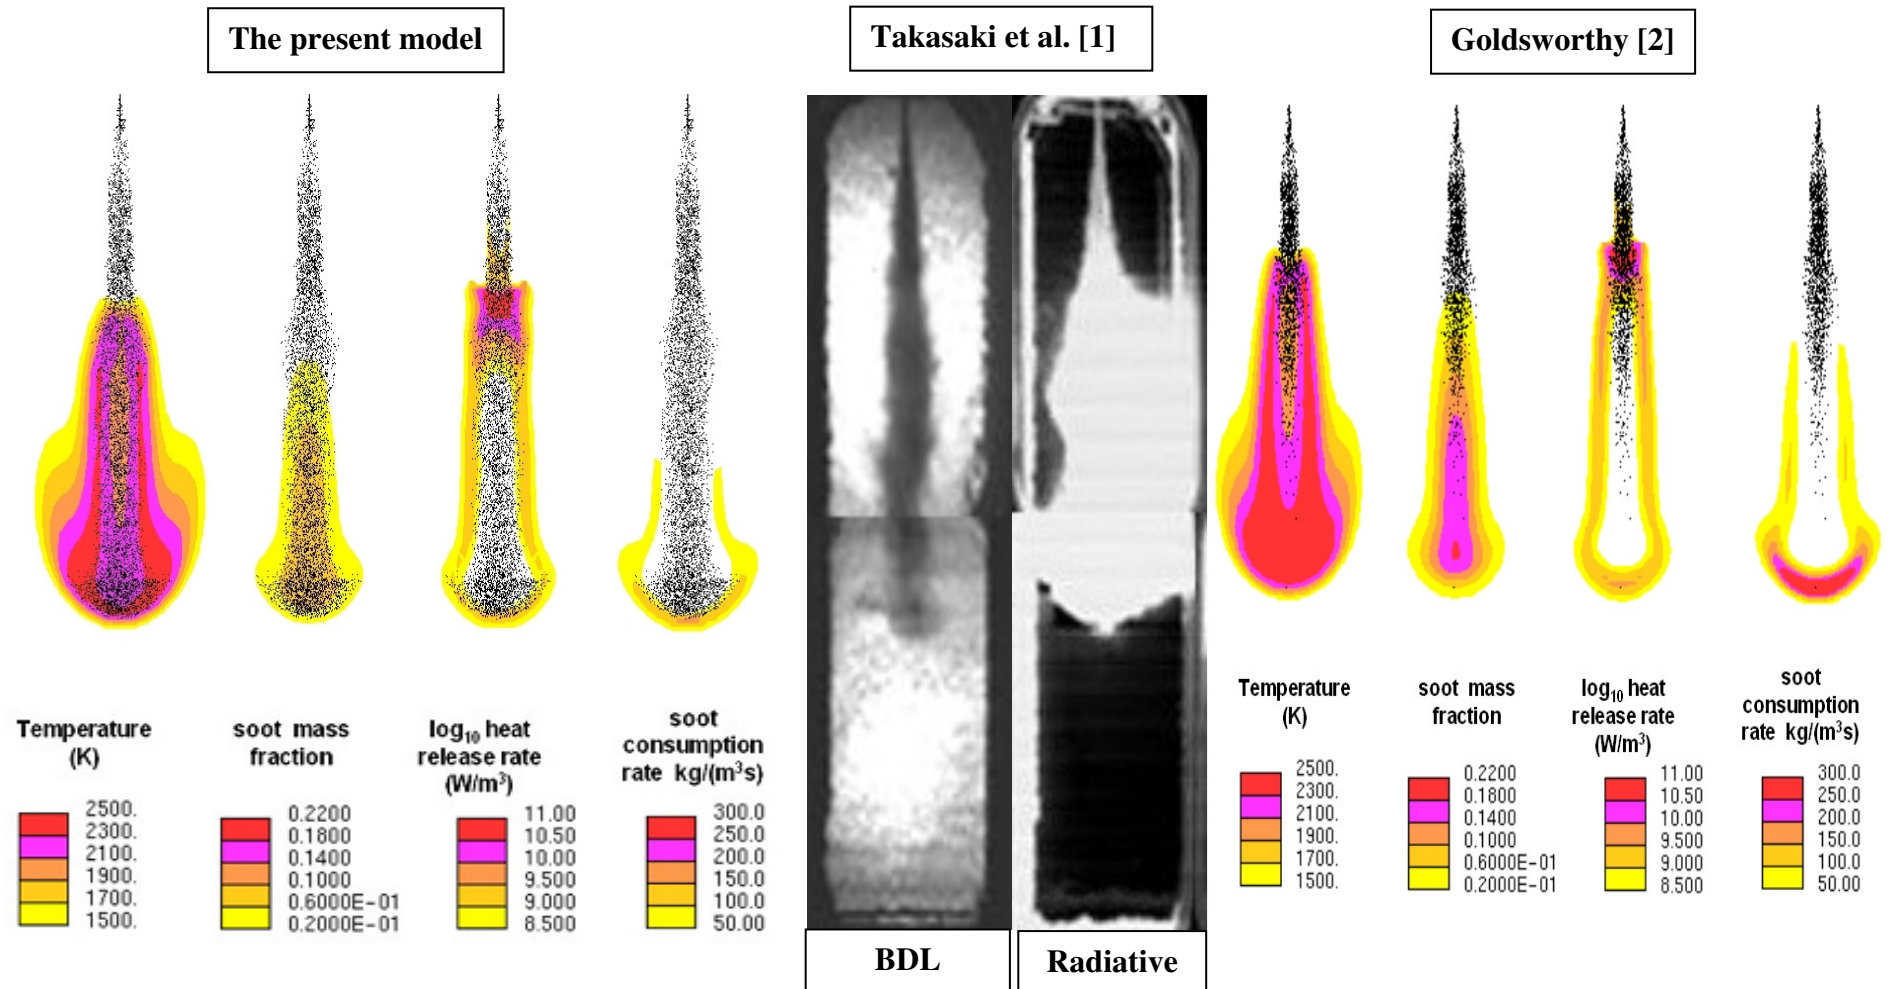 The present model
Takasaki et al. [1]
Goldsworthy [2]
Temperature
(K)
2500.
2300.
2100.
1900.
1700.
1500.
soot mass
fraction
0.2200
0.1800
0.1400
0.1000
0.6000E-01
0.2000E-01
log10 heat
release rate
(W/m³)
11.00
10.50
10.00
9.500
9.000
8.500
soot
consumption
rate kg/(m³s)
300.0
250.0
200.0
150.0
100.0
50.00
BDL
Radiative
Temperature
(K)
2500.
2300.
2100.
1900.
1700.
1500.
soot mass
fraction
0.2200
0.1800
0.1400
0.1000
0.6000E-01
0.2000E-01
log10 heat
release rate
(W/m³)
11.00
10.50
10.00
9.500
9.000
8.500
soot
consumption
rate kg/(m³s)
300.0
250.0
200.0
150.0
100.0
50.00